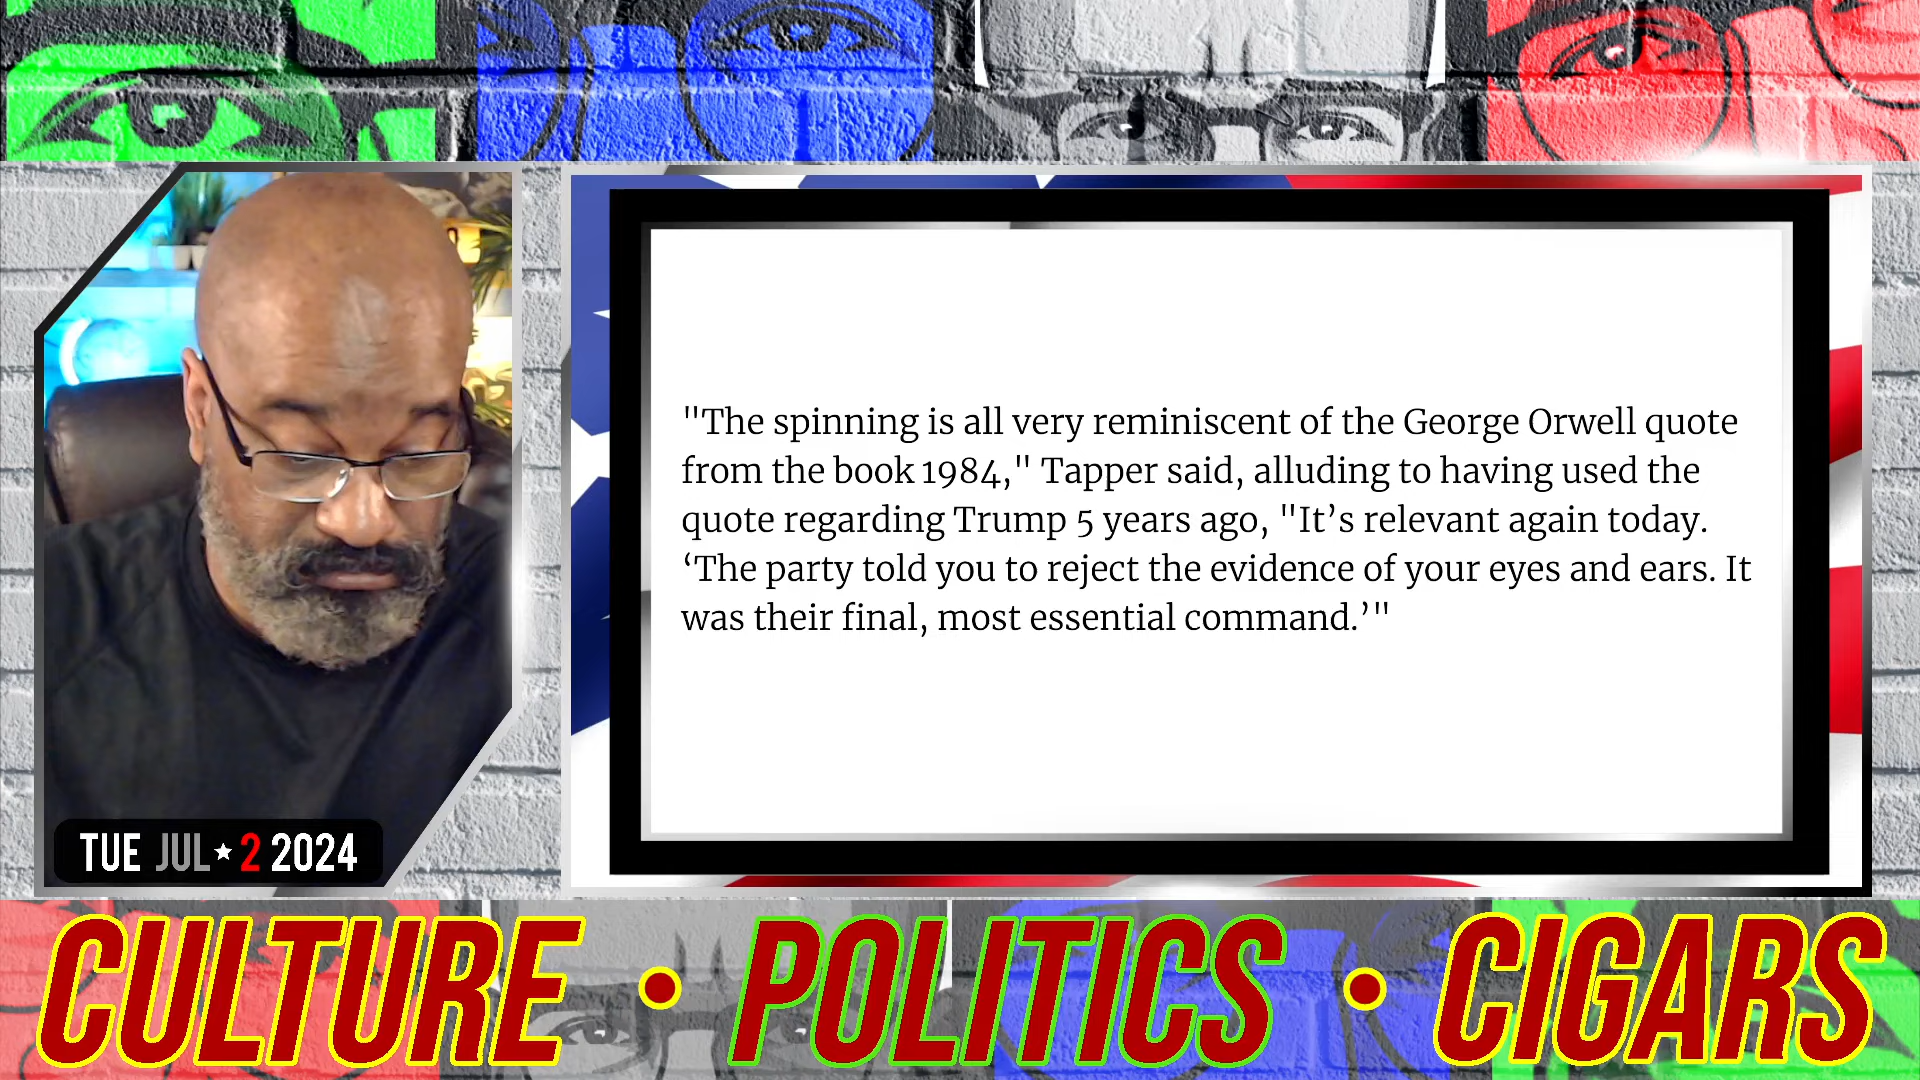 "The spinning is all very reminiscent of the George Orwell quote
from the book 1984," Tapper said, alluding to having used the
quote regarding Trump 5 years ago, "It’s relevant again today.
‘The party told you to reject the evidence of your eyes and ears. It
was their final, most essential command.’"
TUE JUL★2 2024
CULTURE • POLITICS • CIGARS